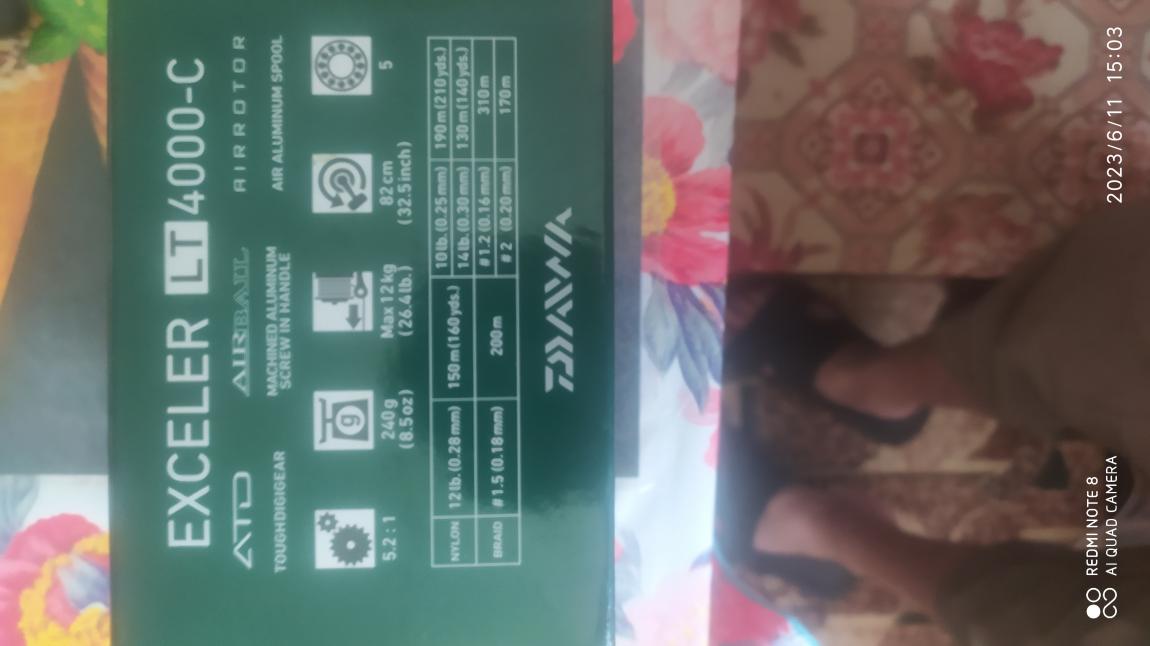 EXCELER LT 4000-C
ATD AIRBAIL AIRROTOR
TOUGHDIGIGEAR MACHINED ALUMINUM SCREW IN HANDLE AIR ALUMINUM SPOOL
g
5.2 : 1
240g
(8.5oz)
Max 12kg
(26.4lb.)
82cm
(32.5inch)
5
NYLON 12lb.(0.28mm) 150m(160yds.) 10lb.(0.25mm) 190m(210yds.)
14lb.(0.30mm) 130m(140yds.)
BRAID #1.5(0.18mm) 200m #1.2(0.16mm) 310m
#2 (0.20mm) 170m
DAIWA
REDMI NOTE 8
AI QUAD CAMERA
2023/6/11 15:03